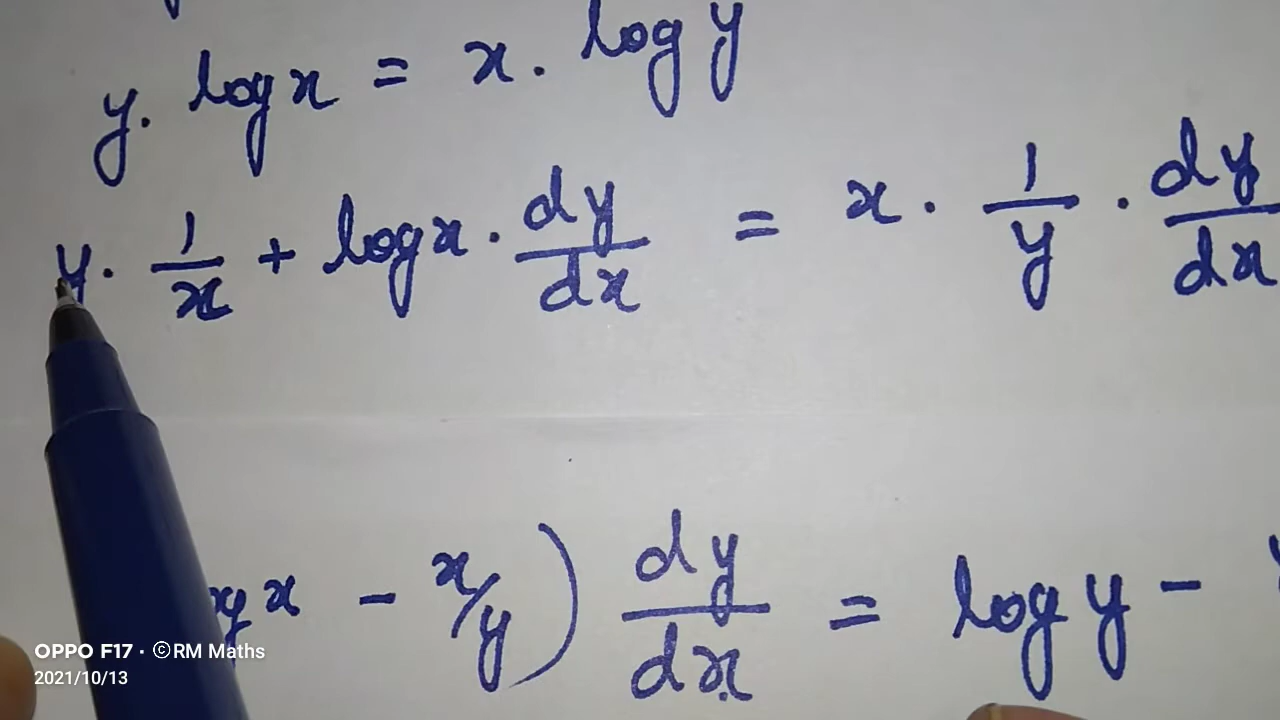 y. log x = x. log y
y. 1/x + log x . dy/dx = x . 1/y . dy/dx
x - x/y) dy/dx = log y -
OPPO F17 · ©RM Maths
2021/10/13